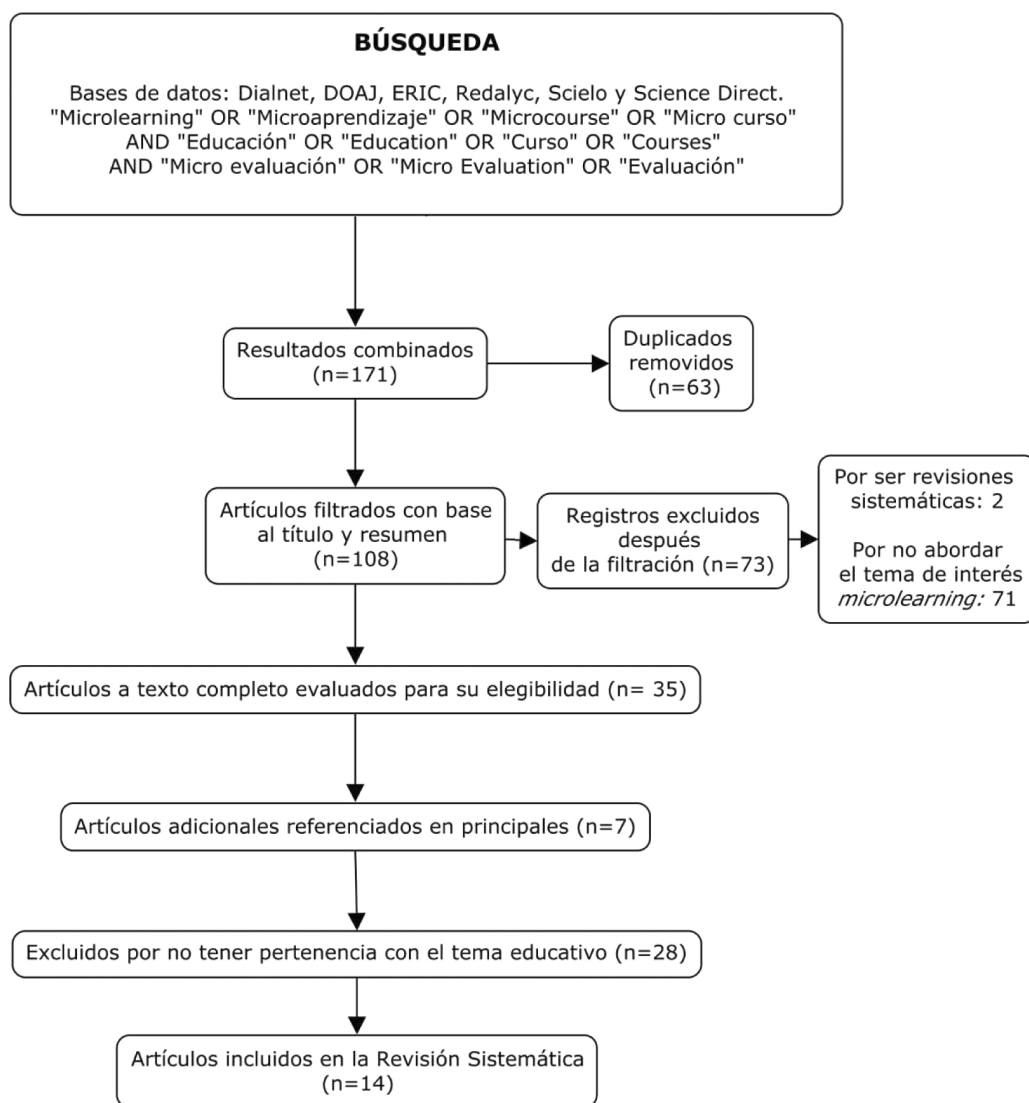 BÚSQUEDA
Bases de datos: Dialnet, DOAJ, ERIC, Redalyc, Scielo y Science Direct.
"Microlearning" OR "Microaprendizaje" OR "Microcourse" OR "Micro curso"
AND "Educación" OR "Education" OR "Curso" OR "Courses"
AND "Micro evaluación" OR "Micro Evaluation" OR "Evaluación"
Resultados combinados
(n=171)
Duplicados
removidos
(n=63)
Artículos filtrados con base
al título y resumen
(n=108)
Registros excluidos
después
de la filtración (n=73)
Por ser revisiones
sistemáticas: 2
Por no abordar
el tema de interés
microlearning: 71
Artículos a texto completo evaluados para su elegibilidad (n= 35)
Artículos adicionales referenciados en principales (n=7)
Excluidos por no tener pertenencia con el tema educativo (n=28)
Artículos incluidos en la Revisión Sistemática
(n=14)